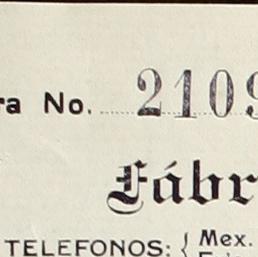 ra No. 2109
Fábr
TELEFONOS: { Mex.